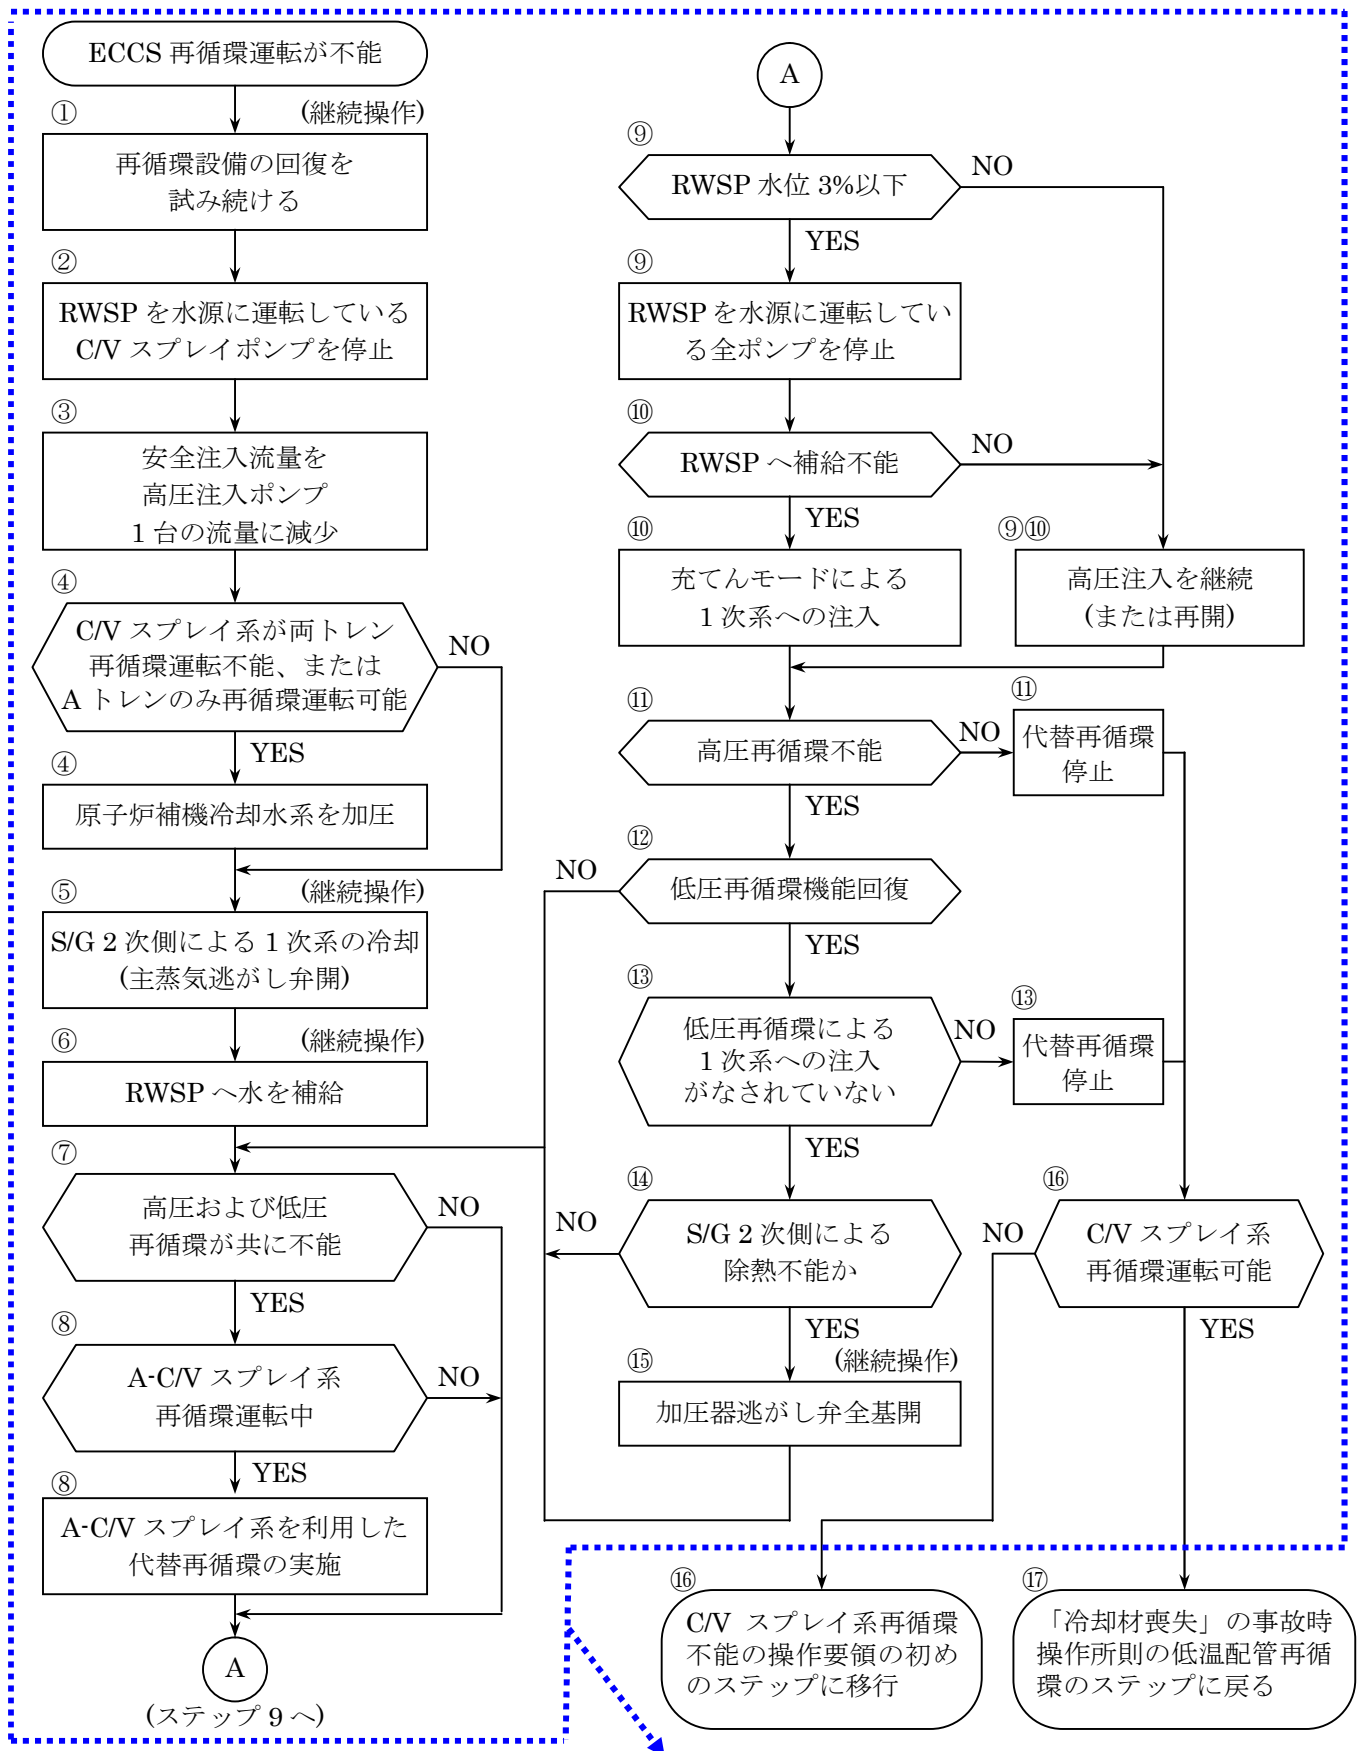 ECCS 再循環運転が不能
① (継続操作)
再循環設備の回復を
試み続ける
②
RWSP を水源に運転している
C/V スプレイポンプを停止
③
安全注入流量を
高圧注入ポンプ
1 台の流量に減少
④
C/V スプレイ系が両トレン
再循環運転不能、または
A トレンのみ再循環運転可能
NO
YES
④
原子炉補機冷却水系を加圧
⑤ (継続操作)
S/G 2 次側による 1 次系の冷却
(主蒸気逃がし弁開)
⑥ (継続操作)
RWSP へ水を補給
⑦
高圧および低圧
再循環が共に不能
NO
YES
⑧
A-C/V スプレイ系
再循環運転中
NO
YES
⑧
A-C/V スプレイ系を利用した
代替再循環の実施
A
(ステップ 9 へ)
A
⑨
RWSP 水位 3%以下
NO
YES
⑨
RWSP を水源に運転してい
る全ポンプを停止
⑩
RWSP へ補給不能
NO
YES
⑩
充てんモードによる
1 次系への注入
⑨⑩
高圧注入を継続
(または再開)
⑪
高圧再循環不能
NO
⑪
代替再循環
停止
YES
⑫
低圧再循環機能回復
NO
YES
⑬
低圧再循環による
1 次系への注入
がなされていない
NO
⑬
代替再循環
停止
YES
⑭
S/G 2 次側による
除熱不能か
NO
YES
⑮ (継続操作)
加圧器逃がし弁全基開
⑯
C/V スプレイ系
再循環運転可能
NO
YES
⑯
C/V スプレイ系再循環
不能の操作要領の初め
のステップに移行
⑰
「冷却材喪失」の事故時
操作所則の低温配管再循
環のステップに戻る